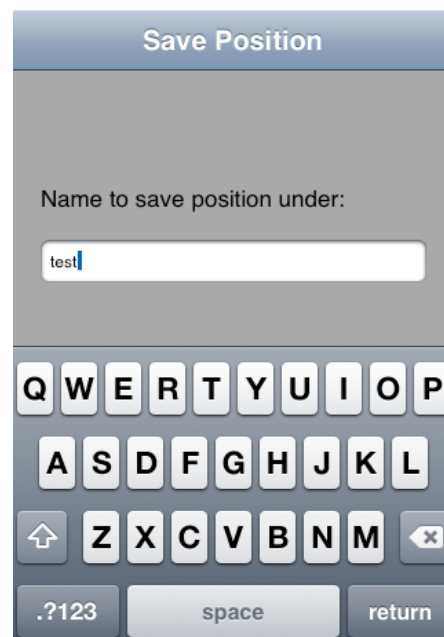 Save Position
Name to save position under:
test
Q W E R T Y U I O P
A S D F G H J K L
Z X C V B N M
.?123 space return